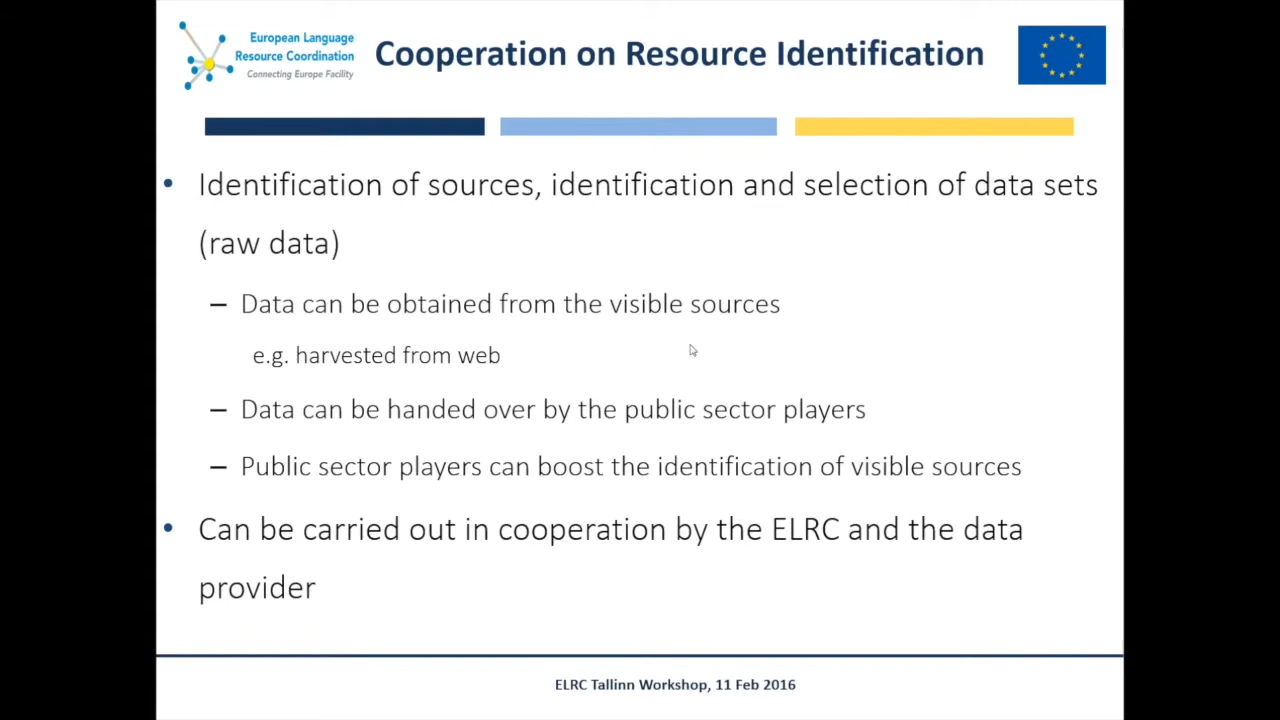 European Language
Resource Coordination
Connecting Europe Facility
Cooperation on Resource Identification
• Identification of sources, identification and selection of data sets
(raw data)
– Data can be obtained from the visible sources
e.g. harvested from web
– Data can be handed over by the public sector players
– Public sector players can boost the identification of visible sources
• Can be carried out in cooperation by the ELRC and the data
provider
ELRC Tallinn Workshop, 11 Feb 2016